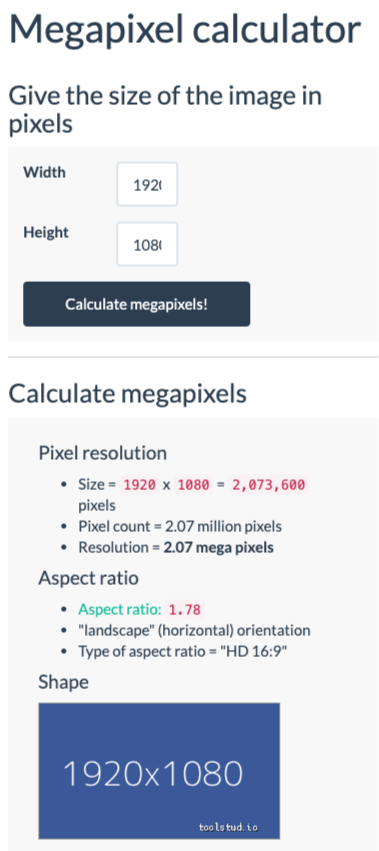 Megapixel calculator
Give the size of the image in
pixels
Width
192
Height
108
Calculate megapixels!
Calculate megapixels
Pixel resolution
• Size = 1920 x 1080 = 2,073,600
pixels
• Pixel count = 2.07 million pixels
• Resolution = 2.07 mega pixels
Aspect ratio
• Aspect ratio: 1.78
• "landscape" (horizontal) orientation
• Type of aspect ratio = "HD 16:9"
Shape
1920x1080
toolstud.io